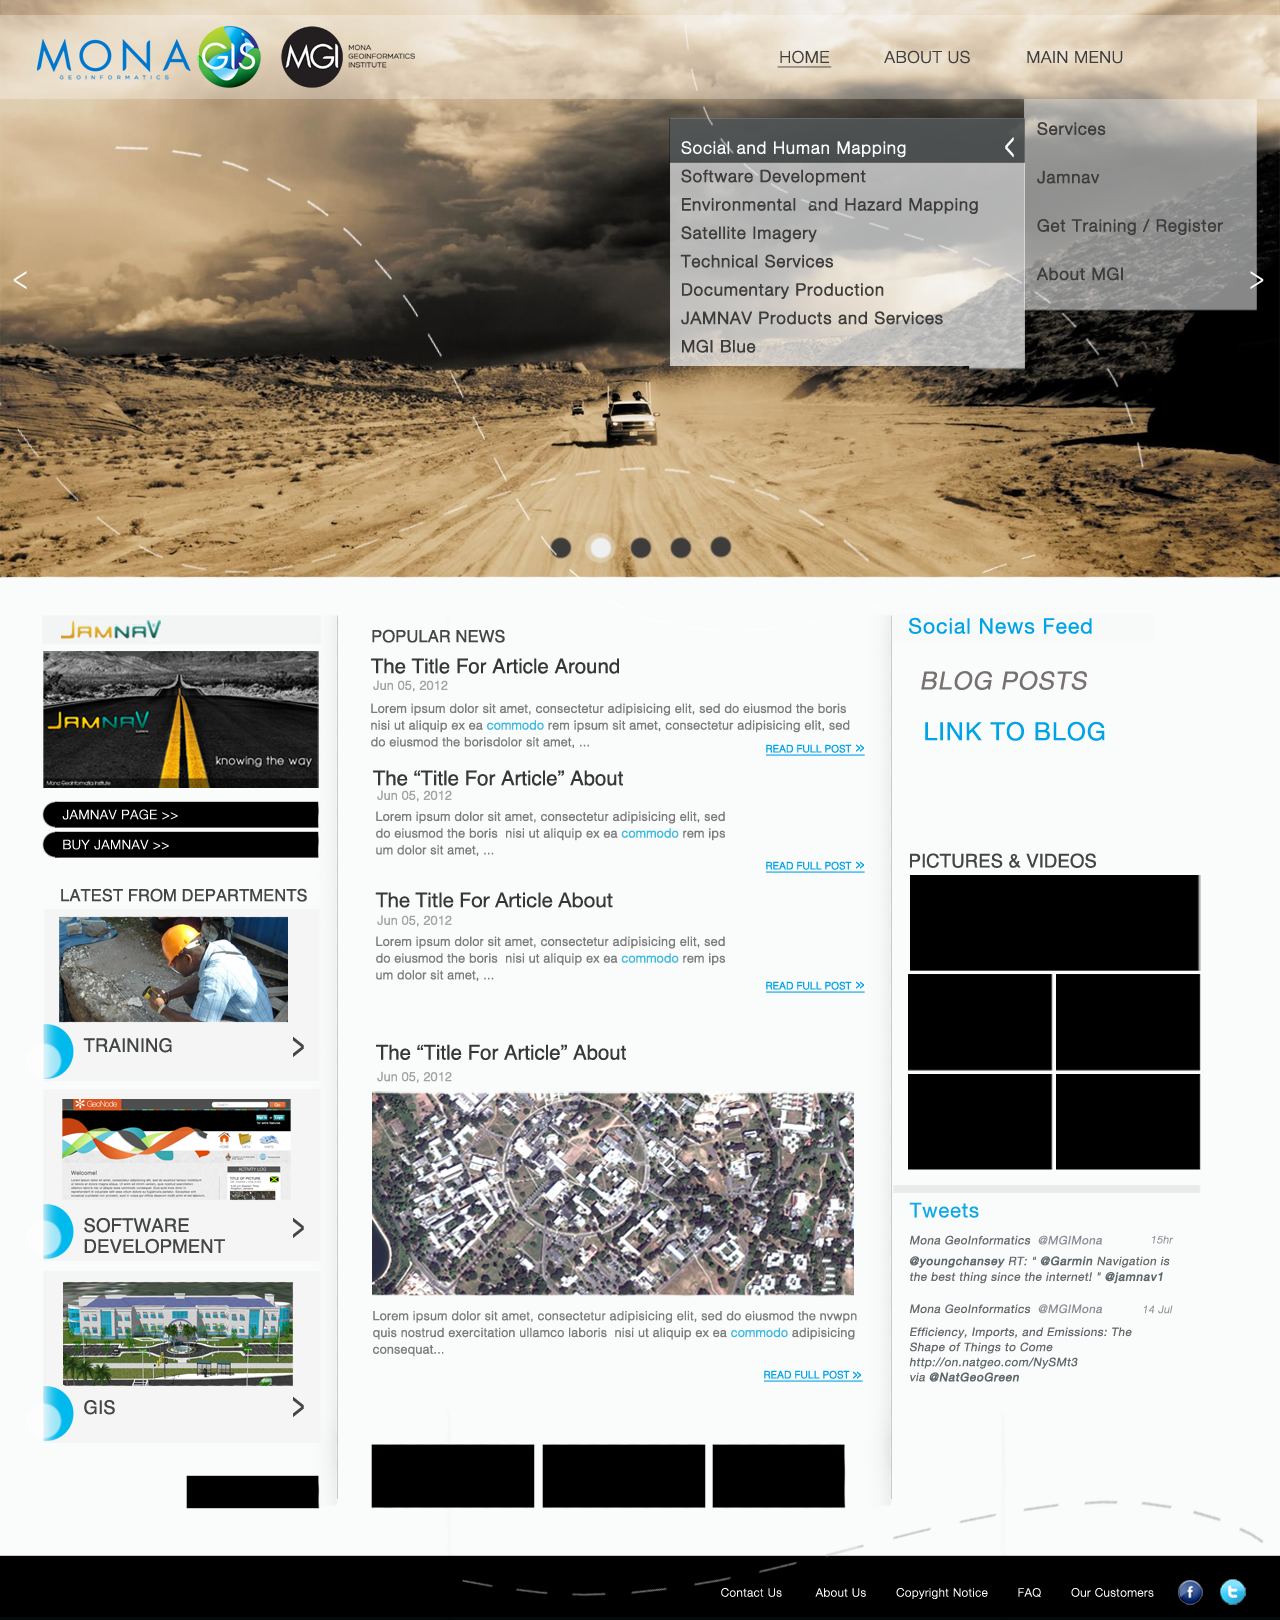 MONA
GEOINFORMATICS
GIS
MGI
MONA
GEOINFORMATICS
INSTITUTE
HOME
ABOUT US
MAIN MENU
Services
Jamnav
Get Training / Register
About MGI
Social and Human Mapping
Software Development
Environmental  and Hazard Mapping
Satellite Imagery
Technical Services
Documentary Production
JAMNAV Products and Services
MGI Blue
JAMNAV
JAMNAV
knowing the way
Mona GeoInformatix Institute
JAMNAV PAGE >>
BUY JAMNAV >>
LATEST FROM DEPARTMENTS
TRAINING
GeoNode
Welcome!
ACTIVITY LOG
TITLE OF PICTURE
SOFTWARE
DEVELOPMENT
GIS
POPULAR NEWS
The Title For Article Around
Jun 05, 2012
Lorem ipsum dolor sit amet, consectetur adipisicing elit, sed do eiusmod the boris
nisi ut aliquip ex ea commodo rem ipsum sit amet, consectetur adipisicing elit, sed
do eiusmod the borisdolor sit amet, ...
READ FULL POST »
The “Title For Article” About
Jun 05, 2012
Lorem ipsum dolor sit amet, consectetur adipisicing elit, sed
do eiusmod the boris  nisi ut aliquip ex ea commodo rem ips
um dolor sit amet, ...
READ FULL POST »
The Title For Article About
Jun 05, 2012
Lorem ipsum dolor sit amet, consectetur adipisicing elit, sed
do eiusmod the boris  nisi ut aliquip ex ea commodo rem ips
um dolor sit amet, ...
READ FULL POST »
The “Title For Article” About
Jun 05, 2012
Lorem ipsum dolor sit amet, consectetur adipisicing elit, sed do eiusmod the nvwpn
quis nostrud exercitation ullamco laboris  nisi ut aliquip ex ea commodo adipisicing
consequat...
READ FULL POST »
Social News Feed
BLOG POSTS
LINK TO BLOG
PICTURES & VIDEOS
Tweets
Mona GeoInformatics  @MGIMona  15hr
@youngchansey RT: “ @Garmin Navigation is
the best thing since the internet! " @jamnav1
Mona GeoInformatics  @MGIMona  14 Jul
Efficiency, Imports, and Emissions: The
Shape of Things to Come
http://on.natgeo.com/NySMt3
via @NatGeoGreen
Contact Us
About Us
Copyright Notice
FAQ
Our Customers